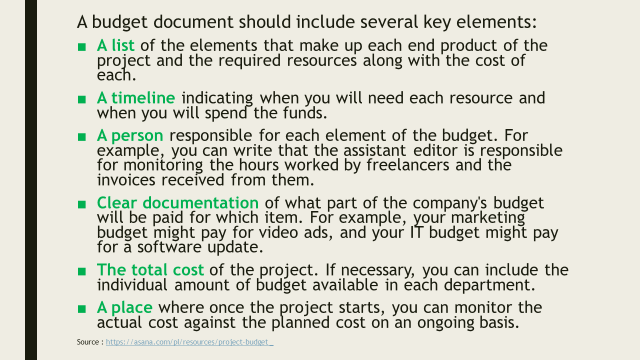 A budget document should include several key elements:
■ A list of the elements that make up each end product of the
project and the required resources along with the cost of
each.
■ A timeline indicating when you will need each resource and
when you will spend the funds.
■ A person responsible for each element of the budget. For
example, you can write that the assistant editor is responsible
for monitoring the hours worked by freelancers and the
invoices received from them.
■ Clear documentation of what part of the company's budget
will be paid for which item. For example, your marketing
budget might pay for video ads, and your IT budget might pay
for a software update.
■ The total cost of the project. If necessary, you can include the
individual amount of budget available in each department.
■ A place where once the project starts, you can monitor the
actual cost against the planned cost on an ongoing basis.
Source : https://asana.com/pl/resources/project-budget_